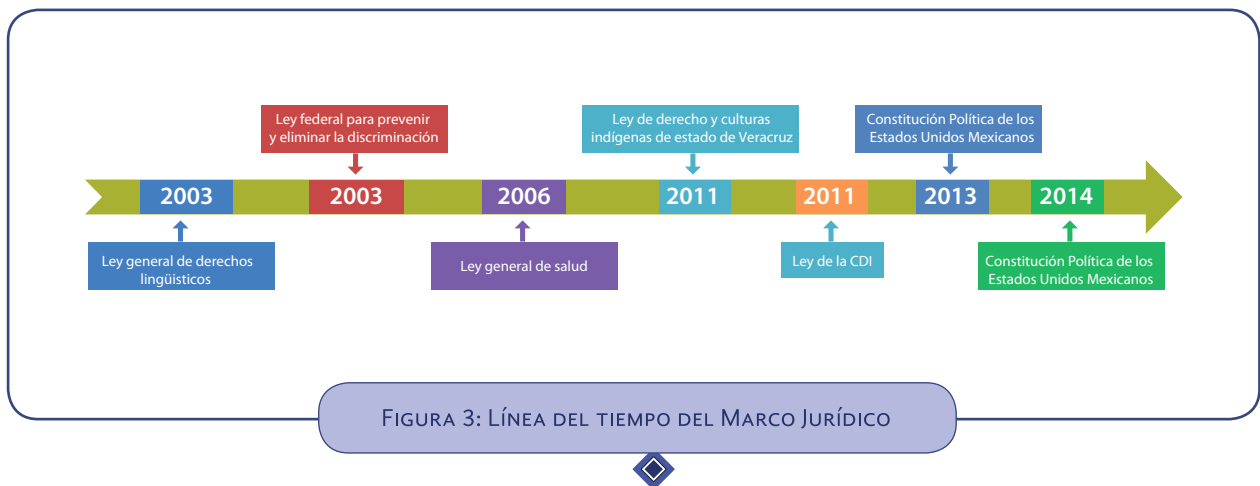 Ley federal para prevenir
y eliminar la discriminación
Ley de derecho y culturas
indígenas de estado de Veracruz
Constitución Política de los
Estados Unidos Mexicanos
2003
2003
2006
2011
2011
2013
2014
Ley general de derechos
lingüisticos
Ley general de salud
Ley de la CDI
Constitución Política de los
Estados Unidos Mexicanos
Figura 3: Línea del tiempo del Marco Jurídico